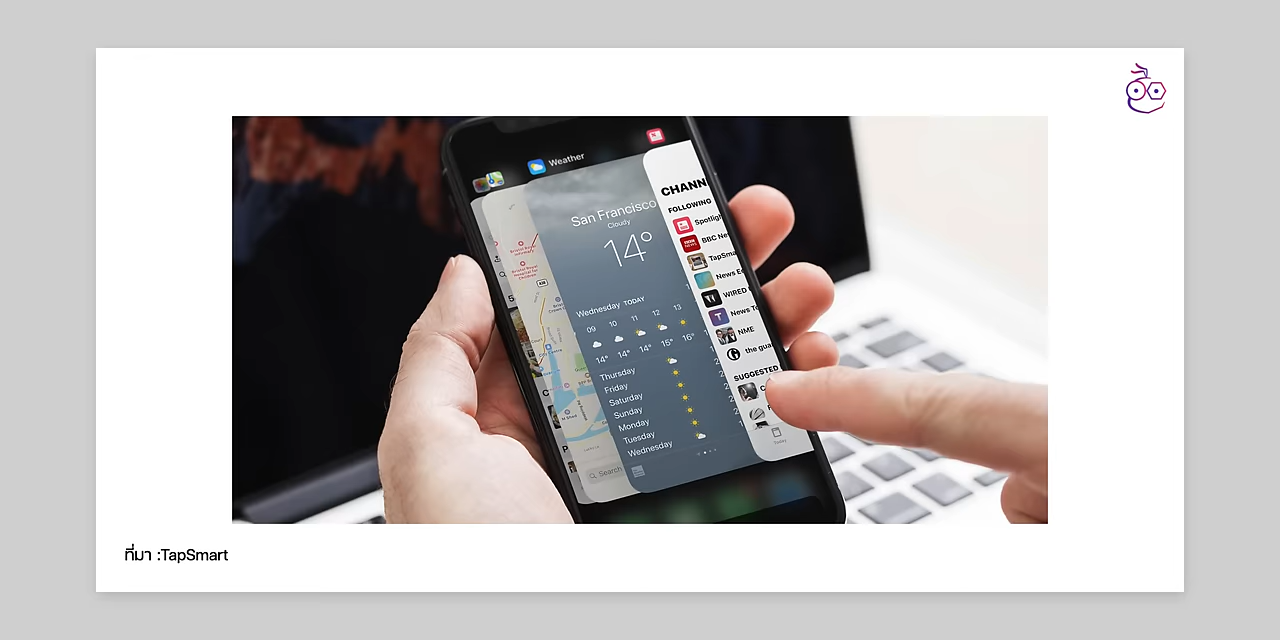 Weather
San Francisco
Cloudy
14°
Wednesday TODAY
09 10 11 12 13
14° 14° 14° 15° 16°
Thursday
Friday
Saturday
Sunday
Monday
Tuesday
Wednesday
Search
CHANN
FOLLOWING
Spotligh
BBC Ne
TapSma
News E
WIRED
News T
NME
the gua
SUGGESTED
Today
ที่มา :TapSmart